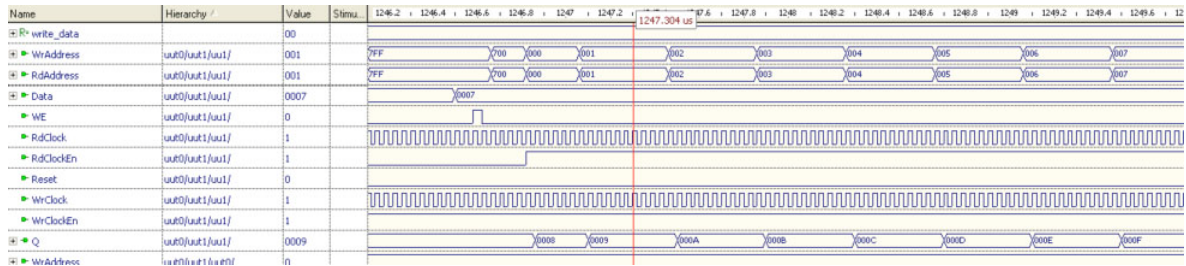 Name Hierarchy Value Stimu... 1246.2 1246.4 1246.6 1246.8 1247 1247.2 7.6 1247.8 1248 1248.2 1248.4 1248.6 1248.8 1249 1249.2 1249.4 1249.6 12
1247.304 us
R= write_data 00
WrAddress uut0/uut1/uu1/ 001 7FF 700 000 001 002 003 004 005 006 007
RdAddress uut0/uut1/uu1/ 001 7FF 700 000 001 002 003 004 005 006 007
Data uut0/uut1/uu1/ 0007 0007
WE uut0/uut1/uu1/ 0
RdClock uut0/uut1/uu1/ 1
RdClockEn uut0/uut1/uu1/ 1
Reset uut0/uut1/uu1/ 0
WrClock uut0/uut1/uu1/ 1
WrClockEn uut0/uut1/uu1/ 1
Q uut0/uut1/uu1/ 0009 0008 0009 000A 000B 000C 000D 000E 000F
WrAddress uut0/uut1/uut0/ 0